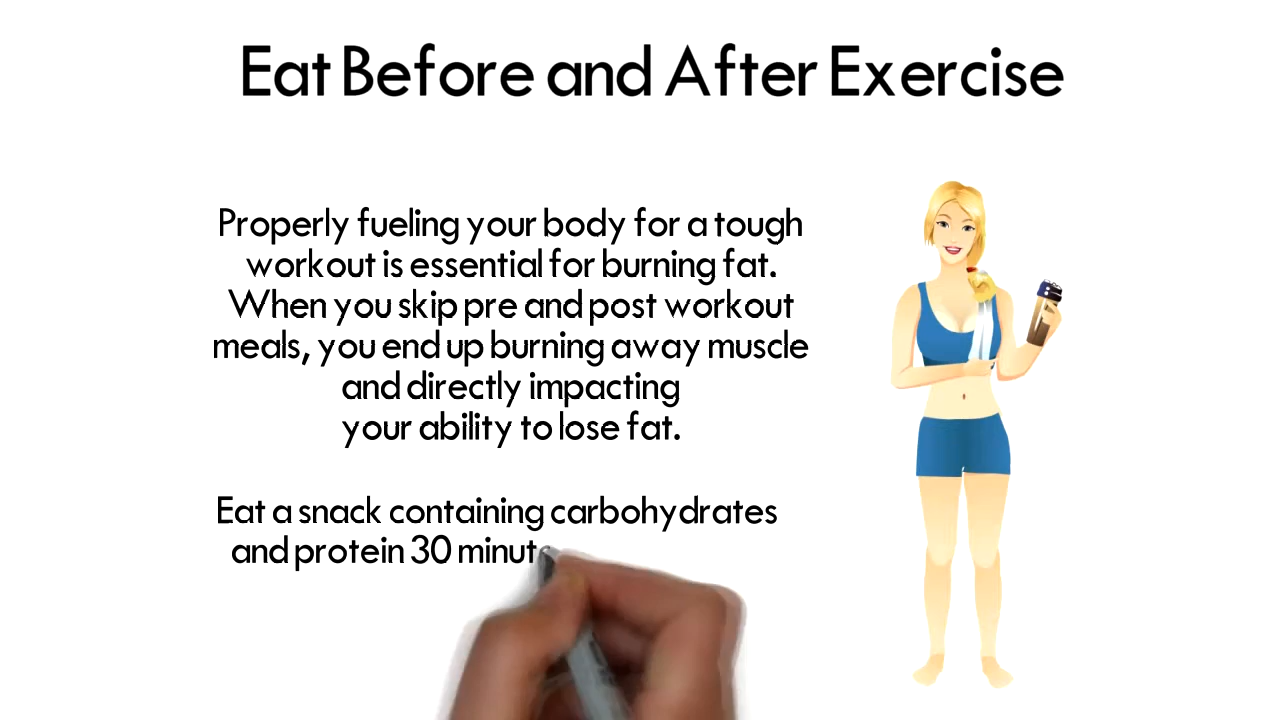 Eat Before and After Exercise
Properly fueling your body for a tough
workout is essential for burning fat.
When you skip pre and post workout
meals, you end up burning away muscle
and directly impacting
your ability to lose fat.
Eat a snack containing carbohydrates
and protein 30